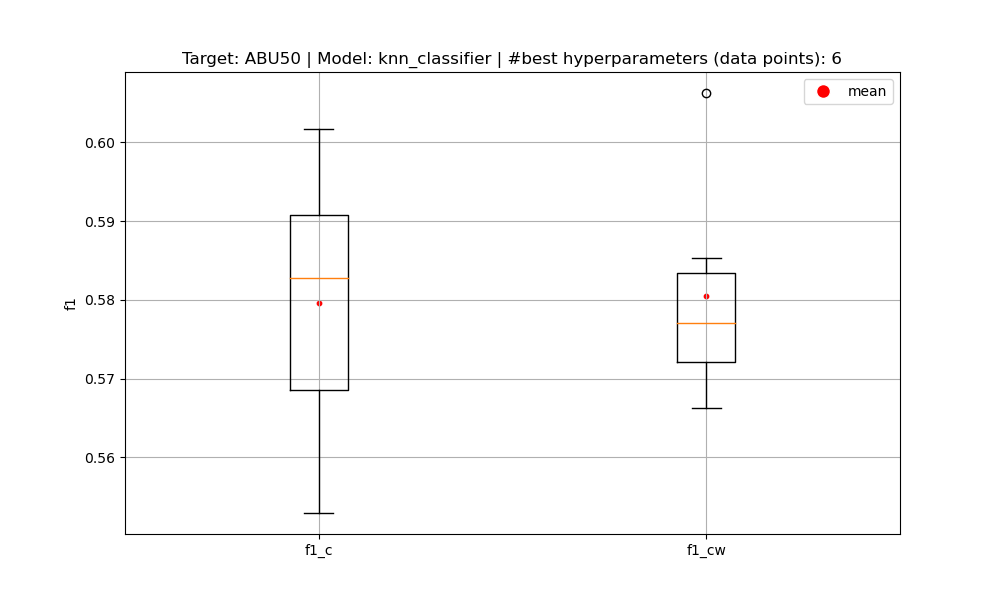 Target: ABU50 | Model: knn_classifier | #best hyperparameters (data points): 6
mean
0.60
0.59
0.58
0.57
0.56
f1
f1_c
f1_cw